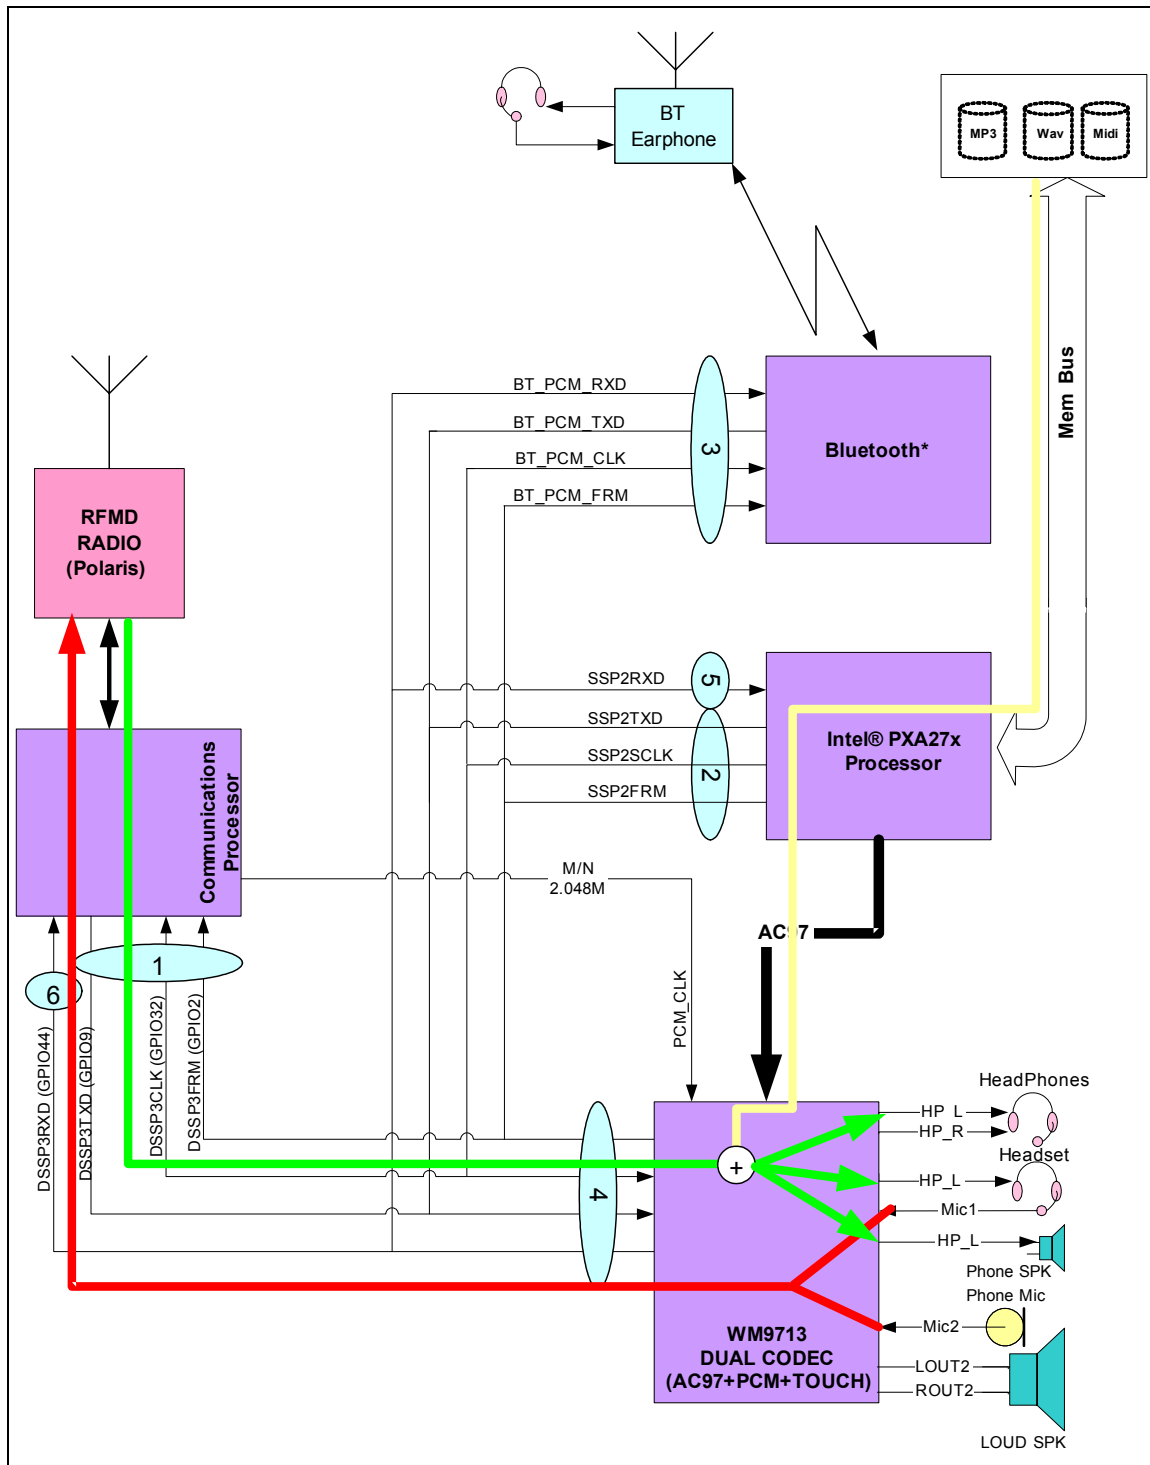 BT
Earphone
MP3
Wav
Midi
Mem Bus
BT_PCM_RXD
BT_PCM_TXD
BT_PCM_CLK
BT_PCM_FRM
3
Bluetooth*
RFMD
RADIO
(Polaris)
SSP2RXD
5
SSP2TXD
SSP2SCLK
SSP2FRM
2
Intel® PXA27x
Processor
Communications
Processor
M/N
2.048M
AC97
1
6
DSSP3RXD (GPIO44)
DSSP3TXD (GPIO9)
DSSP3CLK (GPIO32)
DSSP3FRM (GPIO2)
PCM_CLK
4
+
HeadPhones
HP_L
HP_R
Headset
HP_L
Mic1
HP_L
Phone SPK
Phone Mic
Mic2
WM9713
DUAL CODEC
(AC97+PCM+TOUCH)
LOUT2
ROUT2
LOUD SPK